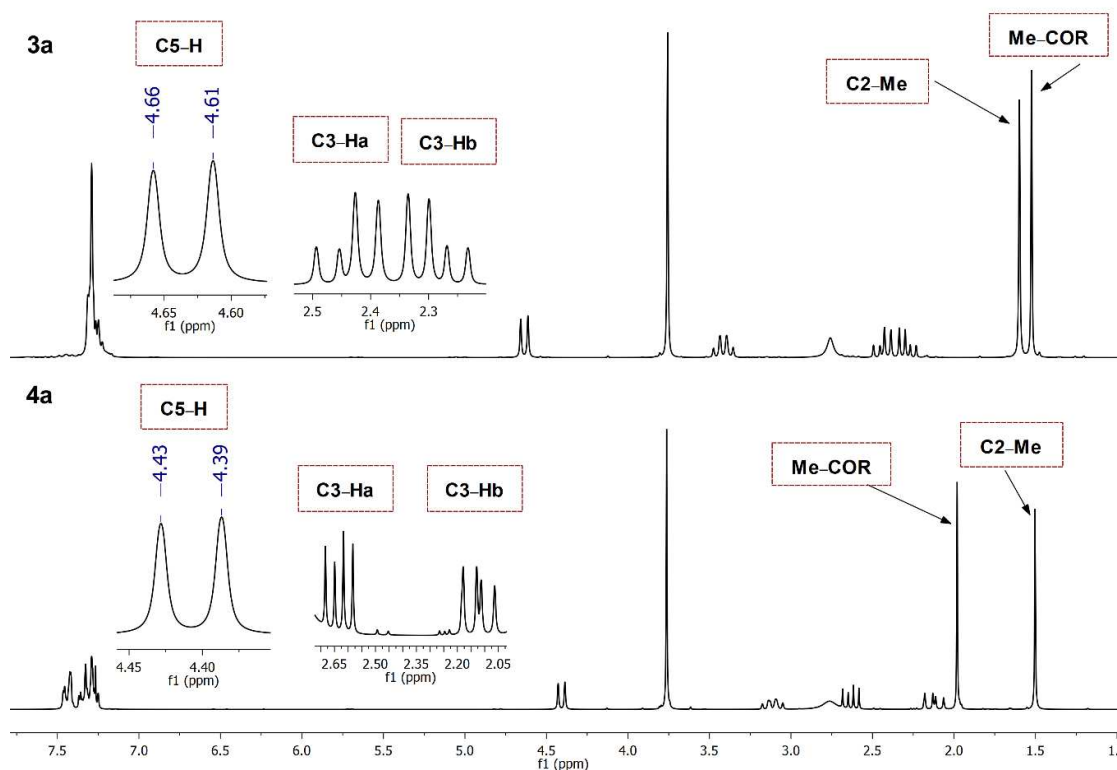 3a
C5–H
4.66
4.61
C3–Ha
C3–Hb
C2–Me
Me–COR
4.65
4.60
f1 (ppm)
2.5
2.4
2.3
f1 (ppm)
4a
C5–H
4.43
4.39
C3–Ha
C3–Hb
Me–COR
C2–Me
4.45
4.40
f1 (ppm)
2.65
2.50
2.35
2.20
2.05
f1 (ppm)
7.5
7.0
6.5
6.0
5.5
5.0
4.5
4.0
3.5
3.0
2.5
2.0
1.5
f1 (ppm)